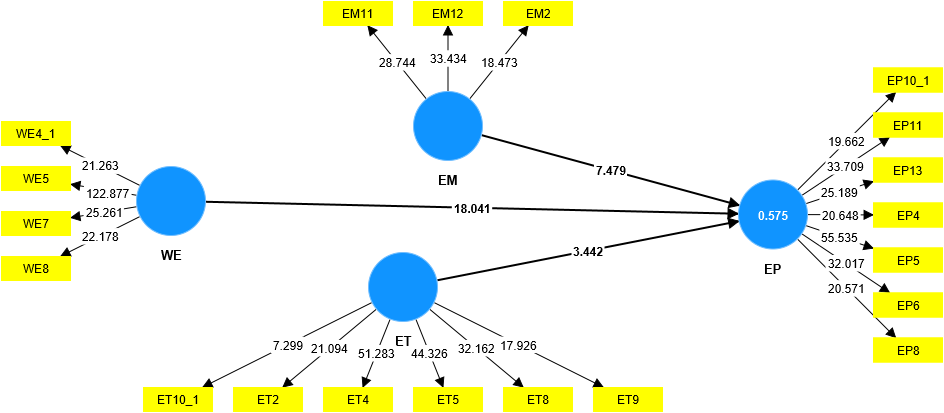 EM11 EM12 EM2
28.744 33.434 18.473
EM
WE4_1
WE5
WE7
WE8
21.263
122.877
25.261
22.178
WE
7.479
18.041
3.442
ET
7.299 21.094 51.283 44.326 32.162 17.926
ET10_1 ET2 ET4 ET5 ET8 ET9
0.575
EP
19.662
33.709
25.189
20.648
55.535
32.017
20.571
EP10_1
EP11
EP13
EP4
EP5
EP6
EP8